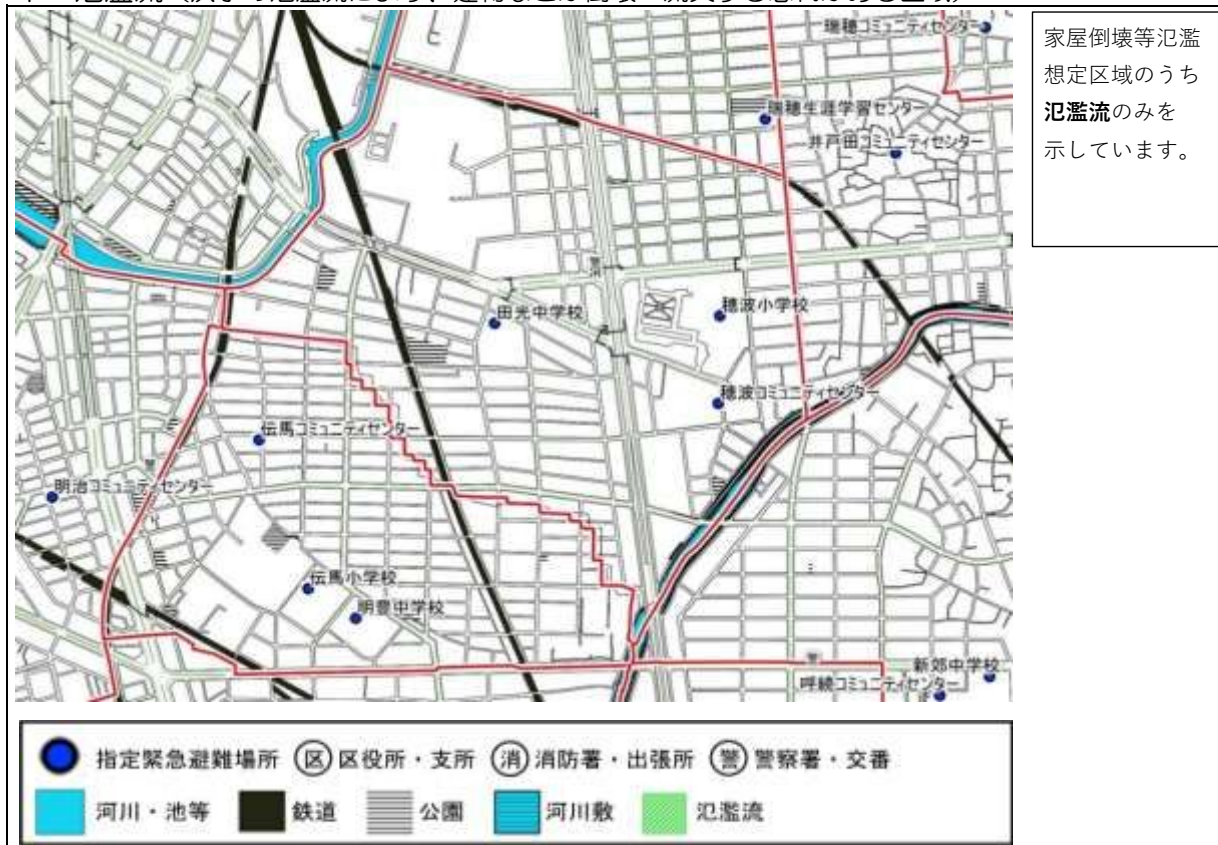 瑞穂コミュニティセンター
瑞穂生涯学習センター
井戸田コミュニティセンター
田光中学校
穂波小学校
穂波コミュニティセンター
伝馬コミュニティセンター
明治コミュニティセンター
伝馬小学校
明豊中学校
新郊中学校
呼続コミュニティセンター
家屋倒壊等氾濫
想定区域のうち
氾濫流のみを
示しています。
指定緊急避難場所 区 区役所・支所 消 消防署・出張所 警 警察署・交番
河川・池等 鉄道 公園 河川敷 氾濫流